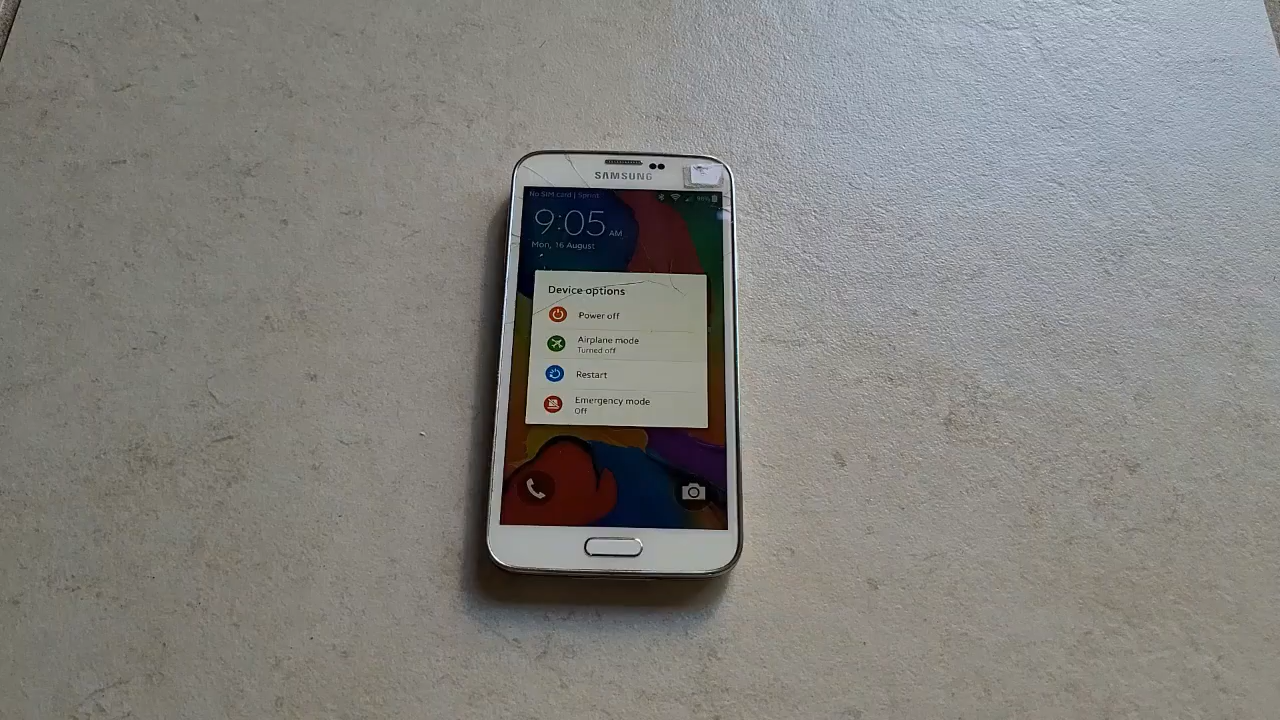 SAMSUNG
No SIM card | Sprint
98%
9:05 AM
Mon, 16 August
Device options
Power off
Airplane mode
Turned off
Restart
Emergency mode
Off